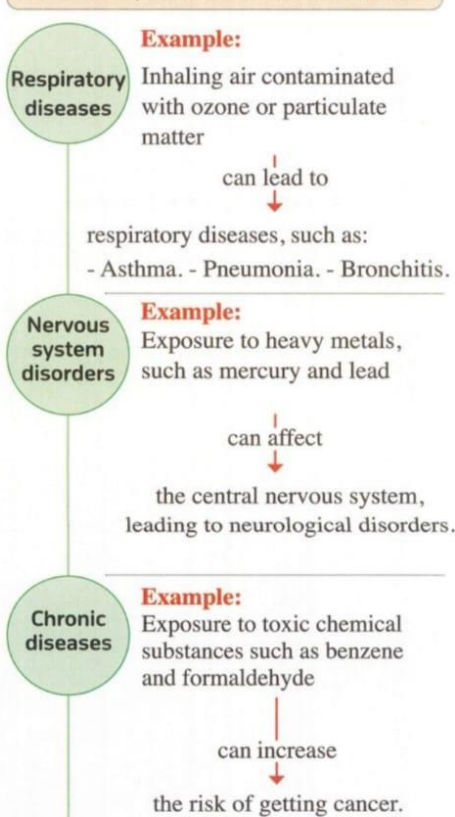 Respiratory
diseases
Example:
Inhaling air contaminated
with ozone or particulate
matter
can lead to
respiratory diseases, such as:
- Asthma. - Pneumonia. - Bronchitis.
Nervous
system
disorders
Example:
Exposure to heavy metals,
such as mercury and lead
can affect
the central nervous system,
leading to neurological disorders.
Chronic
diseases
Example:
Exposure to toxic chemical
substances such as benzene
and formaldehyde
can increase
the risk of getting cancer.